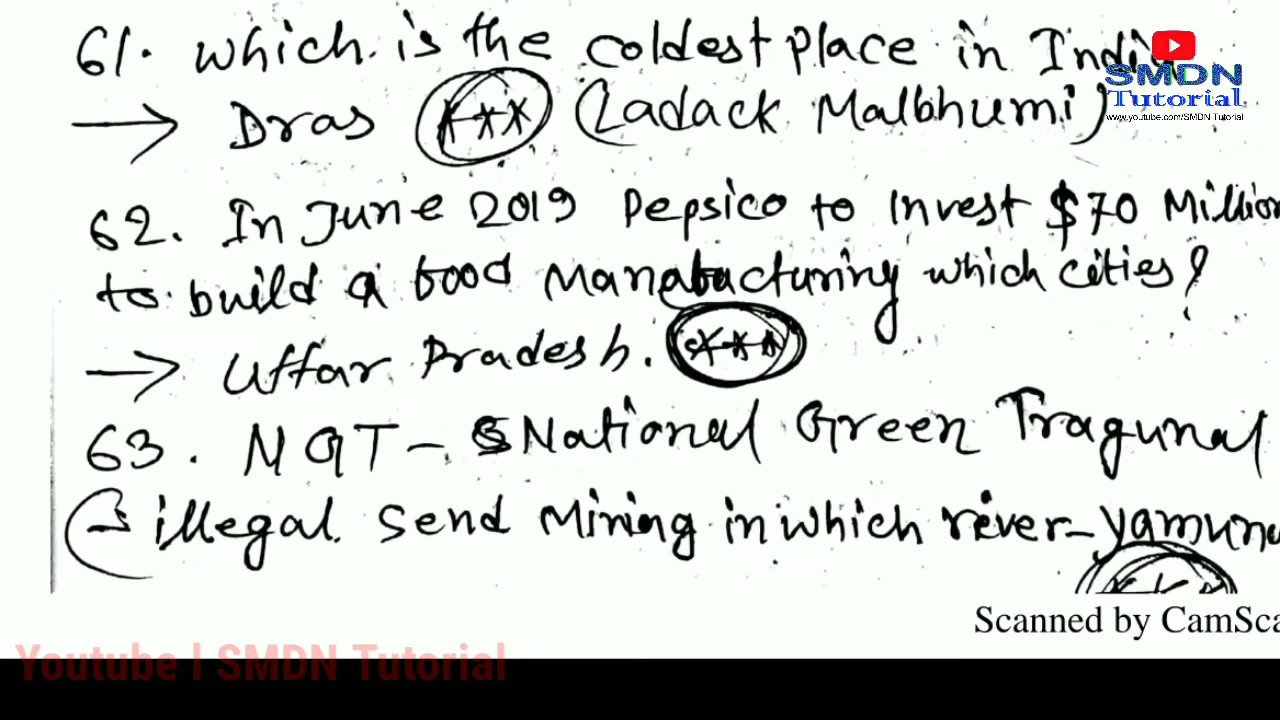 61. which is the coldest place in India
SMDN
Tutorial
www.youtube.com/SMDN Tutorial
→ Dras *** (Ladack Malbhumi)
62. In June 2019 Pepsico to Invest $70 Million
to build a food Manafacturing which cities?
→ Uttar Pradesh. ***
63. NGT - National Green Tragunal
→ illegal Send Mining in which river - yamuna
Scanned by CamSca
Youtube | SMDN Tutorial